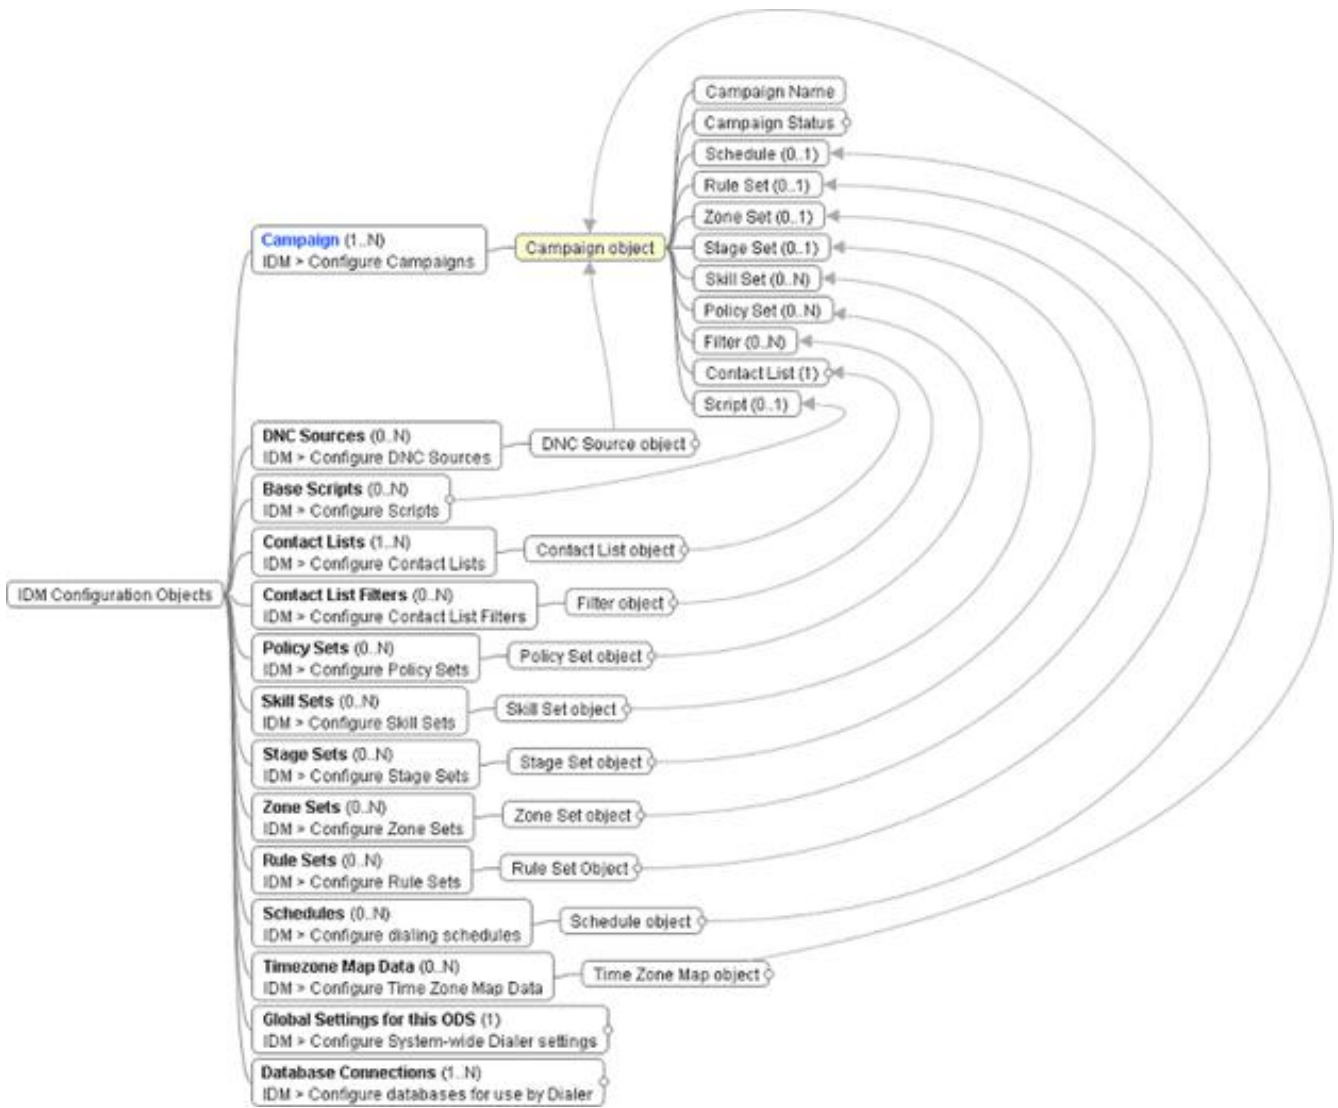 Campaign Name
Campaign Status
Schedule (0..1)
Rule Set (0..1)
Zone Set (0..1)
Campaign (1..N)
IDM > Configure Campaigns
Campaign object
Stage Set (0..1)
Skill Set (0..N)
Policy Set (0..N)
Filter (0..N)
Contact List (1)
Script (0..1)
DNC Sources (0..N)
IDM > Configure DNC Sources
DNC Source object
Base Scripts (0..N)
IDM > Configure Scripts
Contact Lists (1..N)
IDM > Configure Contact Lists
Contact List object
IDM Configuration Objects
Contact List Filters (0..N)
IDM > Configure Contact List Filters
Filter object
Policy Sets (0..N)
IDM > Configure Policy Sets
Policy Set object
Skill Sets (0..N)
IDM > Configure Skill Sets
Skill Set object
Stage Sets (0..N)
IDM > Configure Stage Sets
Stage Set object
Zone Sets (0..N)
IDM > Configure Zone Sets
Zone Set object
Rule Sets (0..N)
IDM > Configure Rule Sets
Rule Set Object
Schedules (0..N)
IDM > Configure dialing schedules
Schedule object
Timezone Map Data (0..N)
IDM > Configure Time Zone Map Data
Time Zone Map object
Global Settings for this ODS (1)
IDM > Configure System-wide Dialer settings
Database Connections (1..N)
IDM > Configure databases for use by Dialer